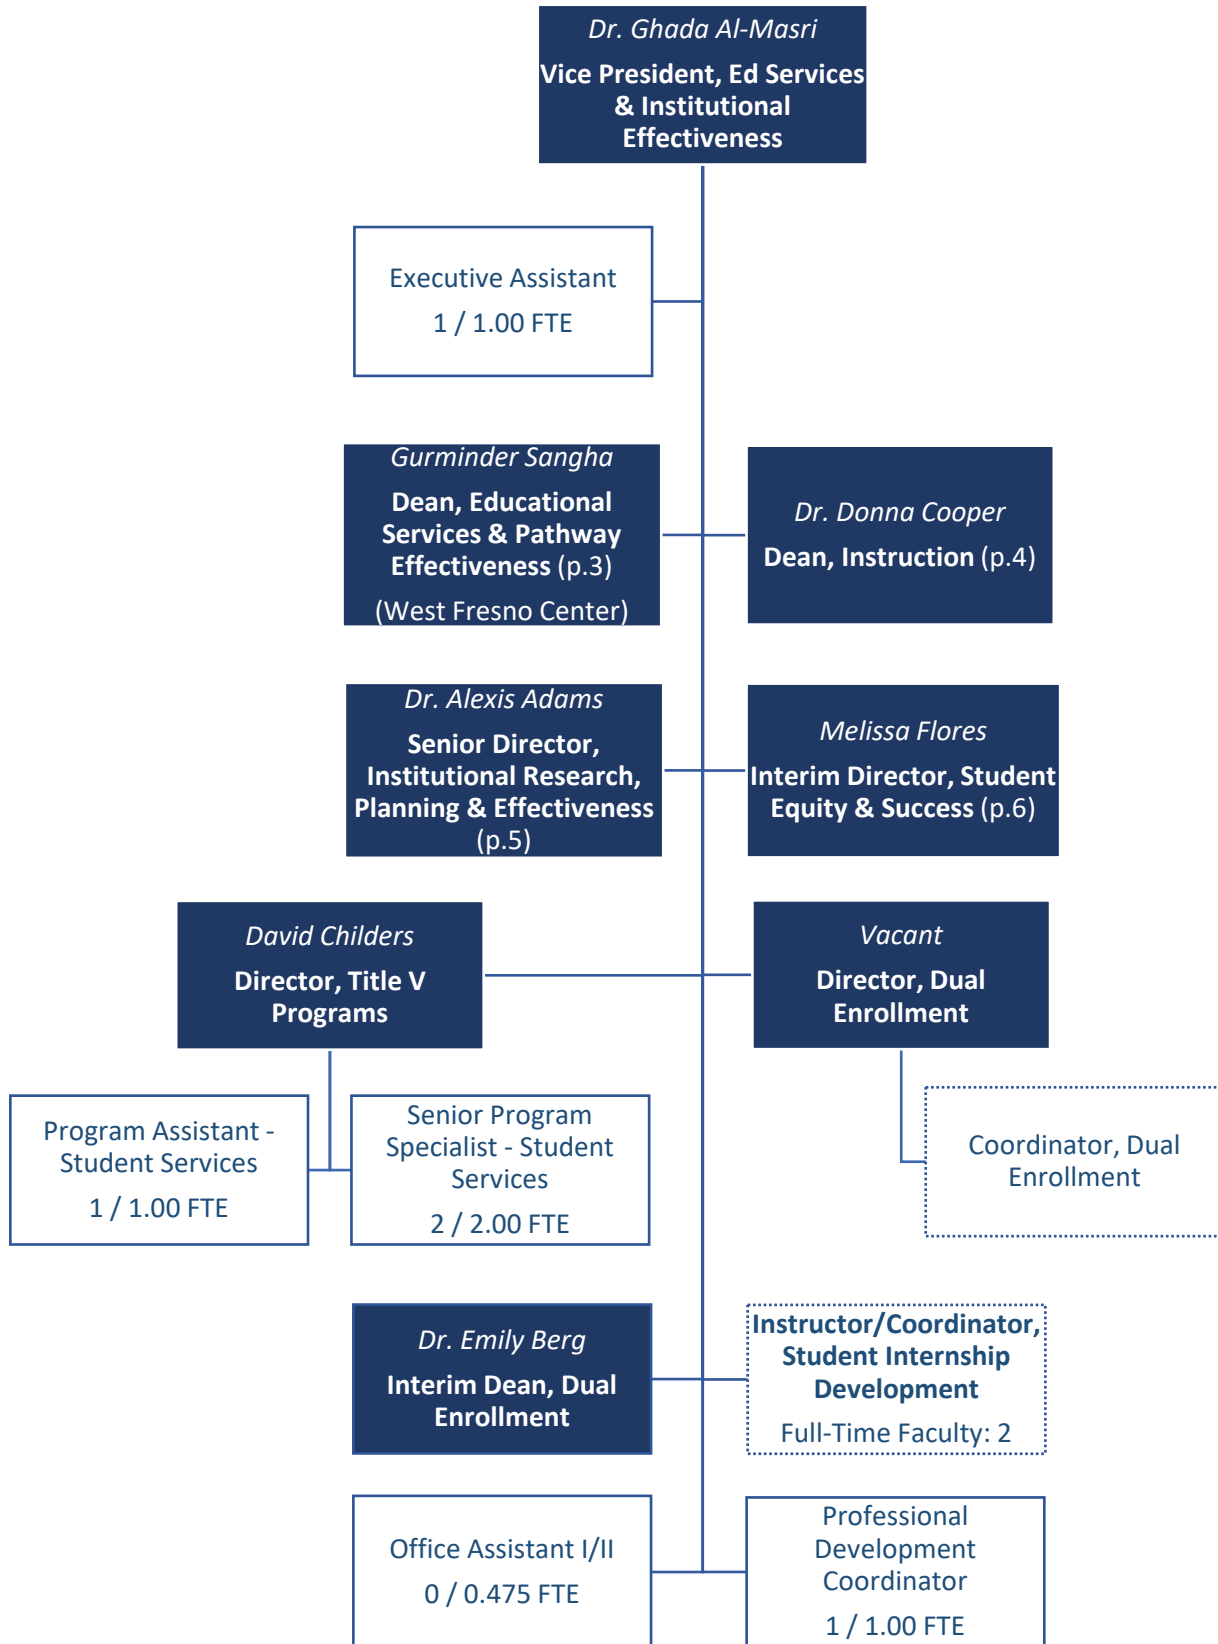 Dr. Ghada Al-Masri
Vice President, Ed Services
& Institutional
Effectiveness
Executive Assistant
1 / 1.00 FTE
Gurminder Sangha
Dean, Educational
Services & Pathway
Effectiveness (p.3)
(West Fresno Center)
Dr. Donna Cooper
Dean, Instruction (p.4)
Dr. Alexis Adams
Senior Director,
Institutional Research,
Planning & Effectiveness
(p.5)
Melissa Flores
Interim Director, Student
Equity & Success (p.6)
David Childers
Director, Title V
Programs
Vacant
Director, Dual
Enrollment
Program Assistant -
Student Services
1 / 1.00 FTE
Senior Program
Specialist - Student
Services
2 / 2.00 FTE
Coordinator, Dual
Enrollment
Dr. Emily Berg
Interim Dean, Dual
Enrollment
Instructor/Coordinator,
Student Internship
Development
Full-Time Faculty: 2
Office Assistant I/II
0 / 0.475 FTE
Professional
Development
Coordinator
1 / 1.00 FTE